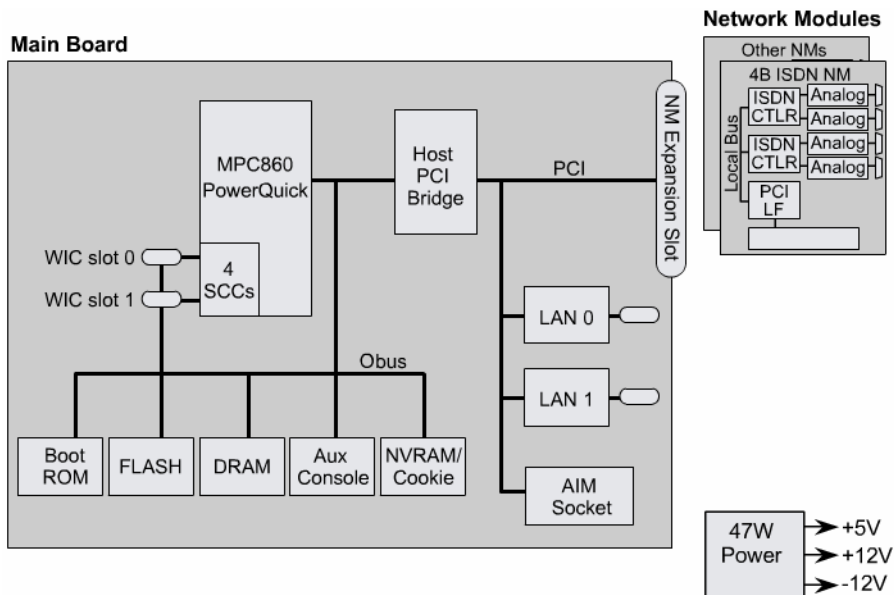 Network Modules
Main Board
Other NMs
4B ISDN NM
ISDN
CTLR
Analog
Analog
ISDN
CTLR
Analog
Analog
Local Bus
PCI
LF
NM Expansion Slot
MPC860
PowerQuick
Host
PCI
Bridge
PCI
WIC slot 0
WIC slot 1
4
SCCs
LAN 0
LAN 1
Obus
Boot
ROM
FLASH
DRAM
Aux
Console
NVRAM/
Cookie
AIM
Socket
47W
Power
+5V
+12V
-12V